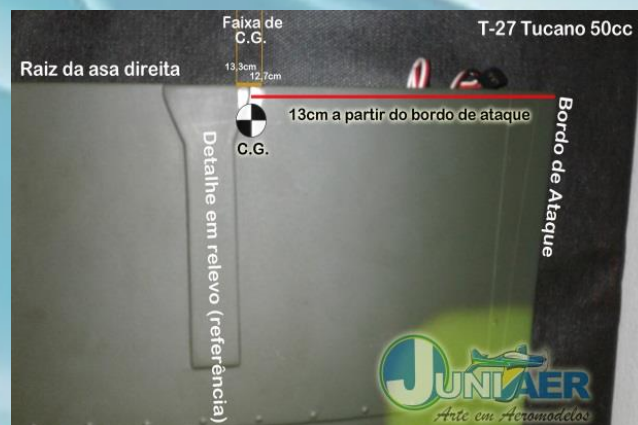 Faixa de
C.G.
T-27 Tucano 50cc
13,3cm
12,7cm
Raiz da asa direita
13cm a partir do bordo de ataque
C.G.
Bordo de Ataque
Detalhe em relevo (referência)
JUNIAER
Arte em Aeromodelos